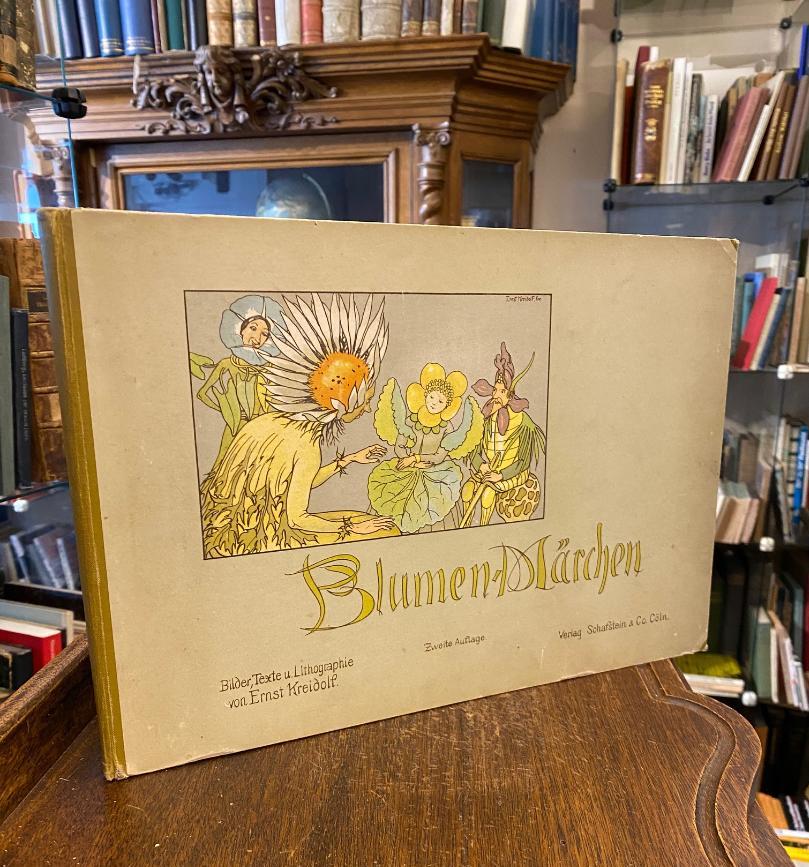 Blumen-Märchen
Zweite Auflage
Verlag Schafstein & Co. Cöln.
Bilder, Texte u. Lithographie
von Ernst Kreidolf.